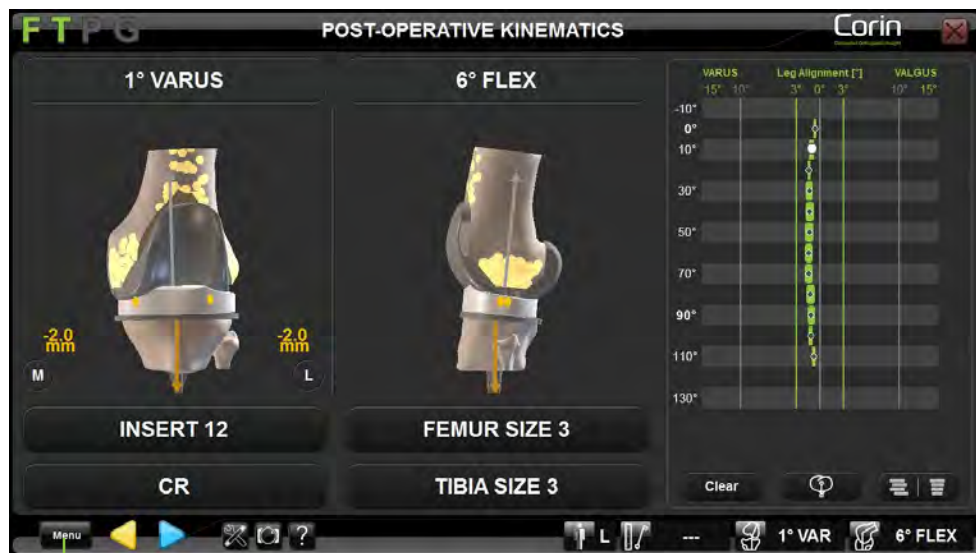 FTPG
POST-OPERATIVE KINEMATICS
Corin
1° VARUS
6° FLEX
VARUS Leg Alignment [°] VALGUS
15° 10° 3° 0° 3° 10° 15°
-10°
0°
10°
30°
50°
70°
90°
110°
130°
-2.0 mm
-2.0 mm
M
L
INSERT 12
FEMUR SIZE 3
CR
TIBIA SIZE 3
Clear
Menu
?
L
---
1° VAR
6° FLEX